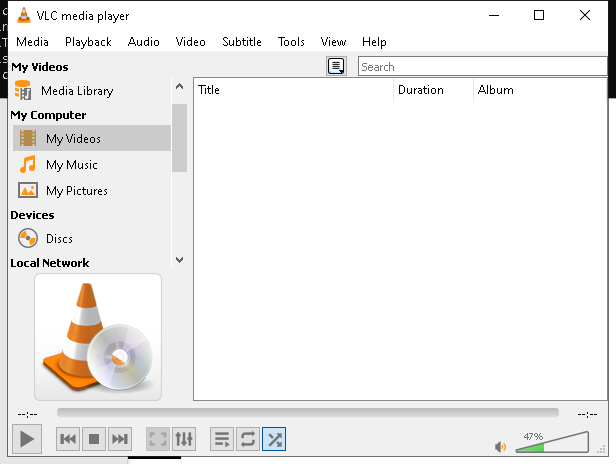 VLC media player
Media Playback Audio Video Subtitle Tools View Help
My Videos
Search
Media Library
My Computer
My Videos
My Music
My Pictures
Devices
Discs
Local Network
Title Duration Album
--:-- --:--
47%